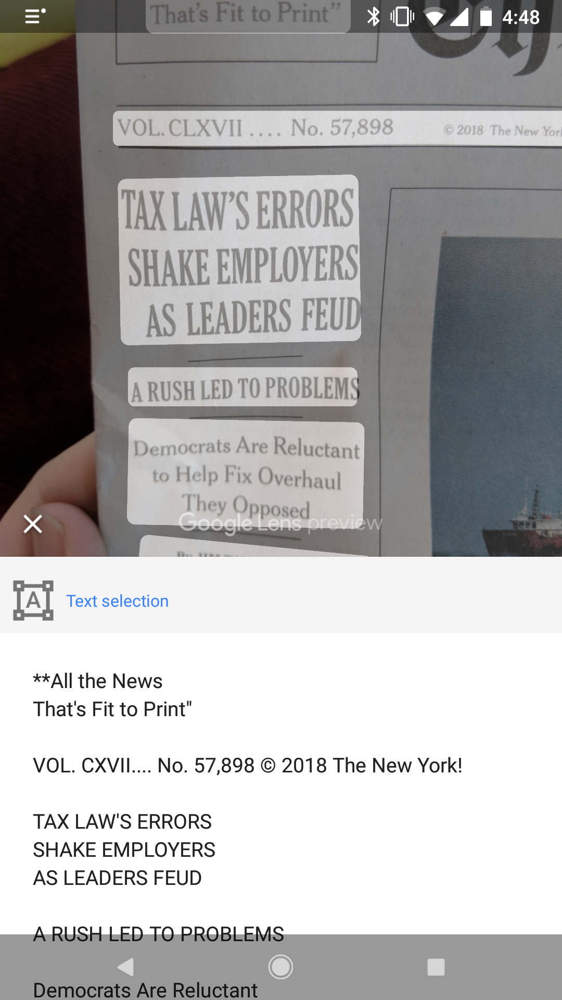 4:48
That's Fit to Print”
VOL. CLXVII .... No. 57,898 © 2018 The New York
TAX LAW’S ERRORS
SHAKE EMPLOYERS
AS LEADERS FEUD
A RUSH LED TO PROBLEMS
Democrats Are Reluctant
to Help Fix Overhaul
They Opposed
Google Lens preview
Text selection
**All the News
That's Fit to Print"
VOL. CXVII.... No. 57,898 © 2018 The New York!
TAX LAW'S ERRORS
SHAKE EMPLOYERS
AS LEADERS FEUD
A RUSH LED TO PROBLEMS
Democrats Are Reluctant